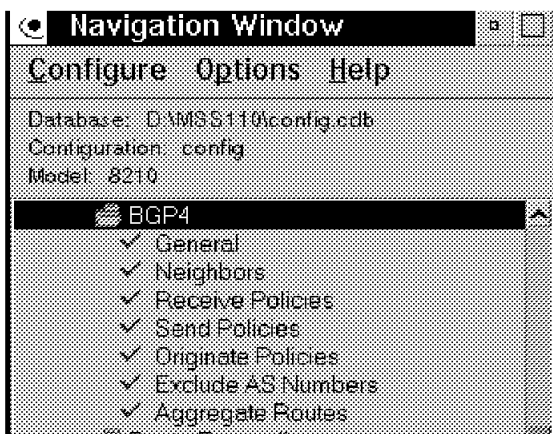 Navigation Window
Configure Options Help
Database: D:\MSS110\config.cdb
Configuration: config
Model: 8210
BGP4
General
Neighbors
Receive Policies
Send Policies
Originate Policies
Exclude AS Numbers
Aggregate Routes